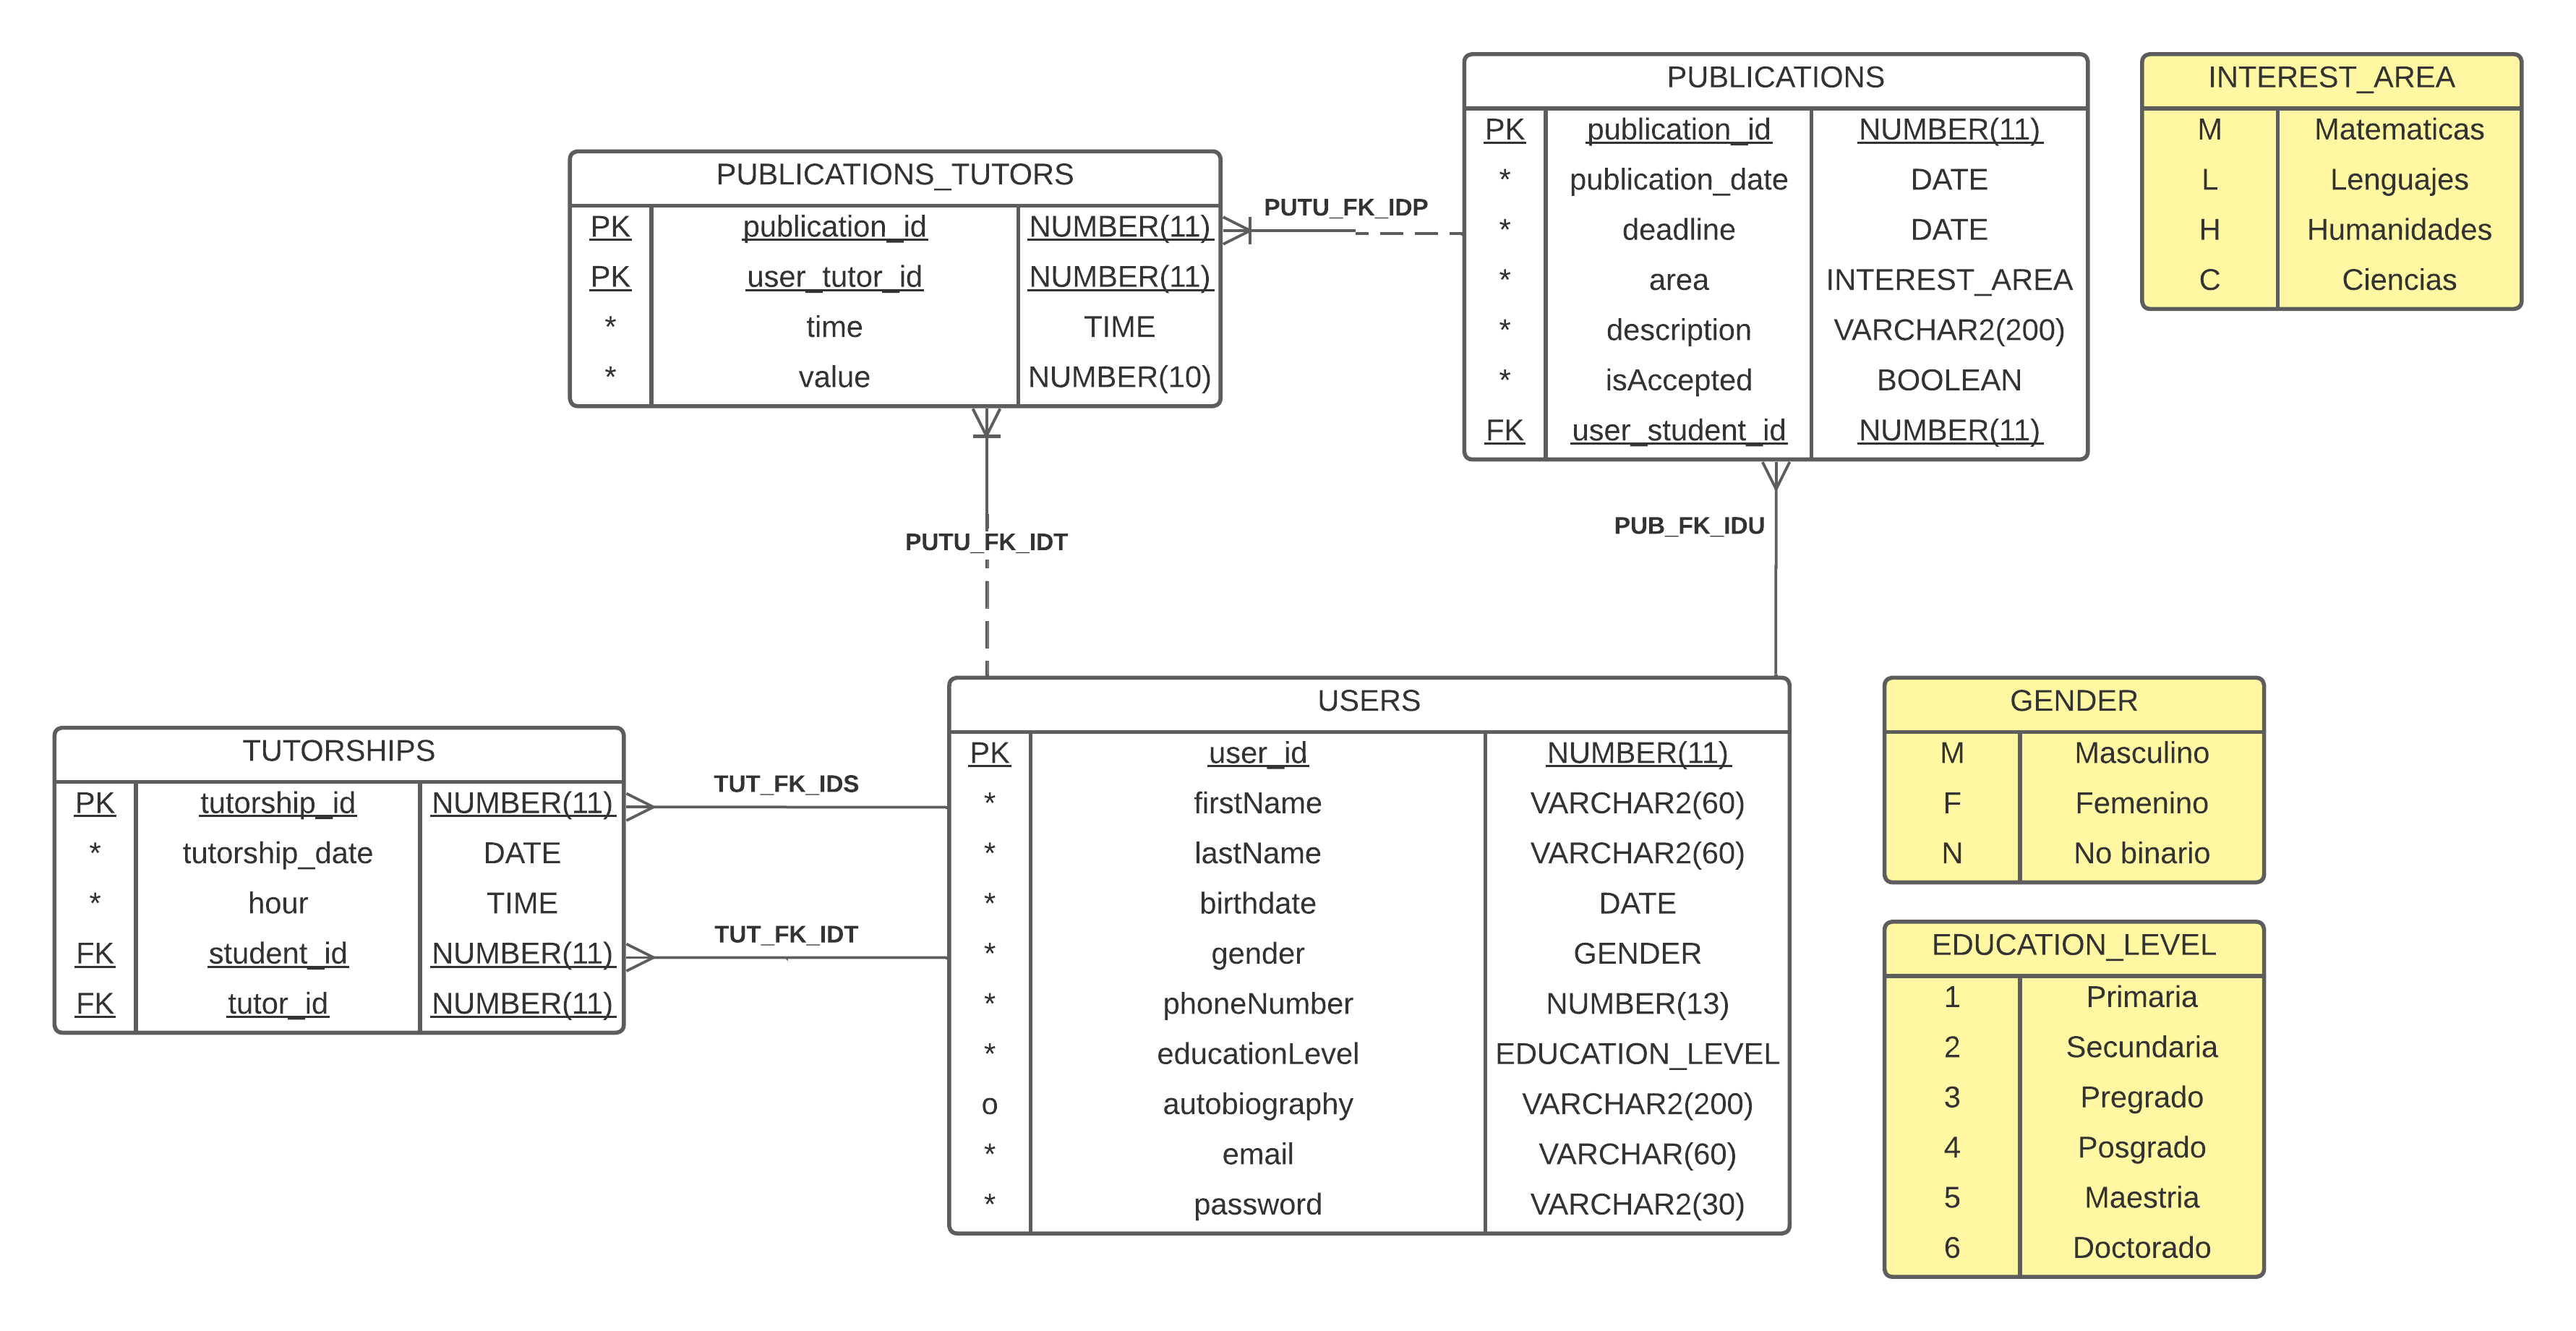 PUBLICATIONS
PK publication_id NUMBER(11)
* publication_date DATE
* deadline DATE
* area INTEREST_AREA
* description VARCHAR2(200)
* isAccepted BOOLEAN
FK user_student_id NUMBER(11)
INTEREST_AREA
M Matematicas
L Lenguajes
H Humanidades
C Ciencias
PUBLICATIONS_TUTORS
PK publication_id NUMBER(11)
PK user_tutor_id NUMBER(11)
* time TIME
* value NUMBER(10)
PUTU_FK_IDP
PUTU_FK_IDT
PUB_FK_IDU
TUTORSHIPS
PK tutorship_id NUMBER(11)
* tutorship_date DATE
* hour TIME
FK student_id NUMBER(11)
FK tutor_id NUMBER(11)
TUT_FK_IDS
TUT_FK_IDT
USERS
PK user_id NUMBER(11)
* firstName VARCHAR2(60)
* lastName VARCHAR2(60)
* birthdate DATE
* gender GENDER
* phoneNumber NUMBER(13)
* educationLevel EDUCATION_LEVEL
o autobiography VARCHAR2(200)
* email VARCHAR(60)
* password VARCHAR2(30)
GENDER
M Masculino
F Femenino
N No binario
EDUCATION_LEVEL
1 Primaria
2 Secundaria
3 Pregrado
4 Posgrado
5 Maestria
6 Doctorado